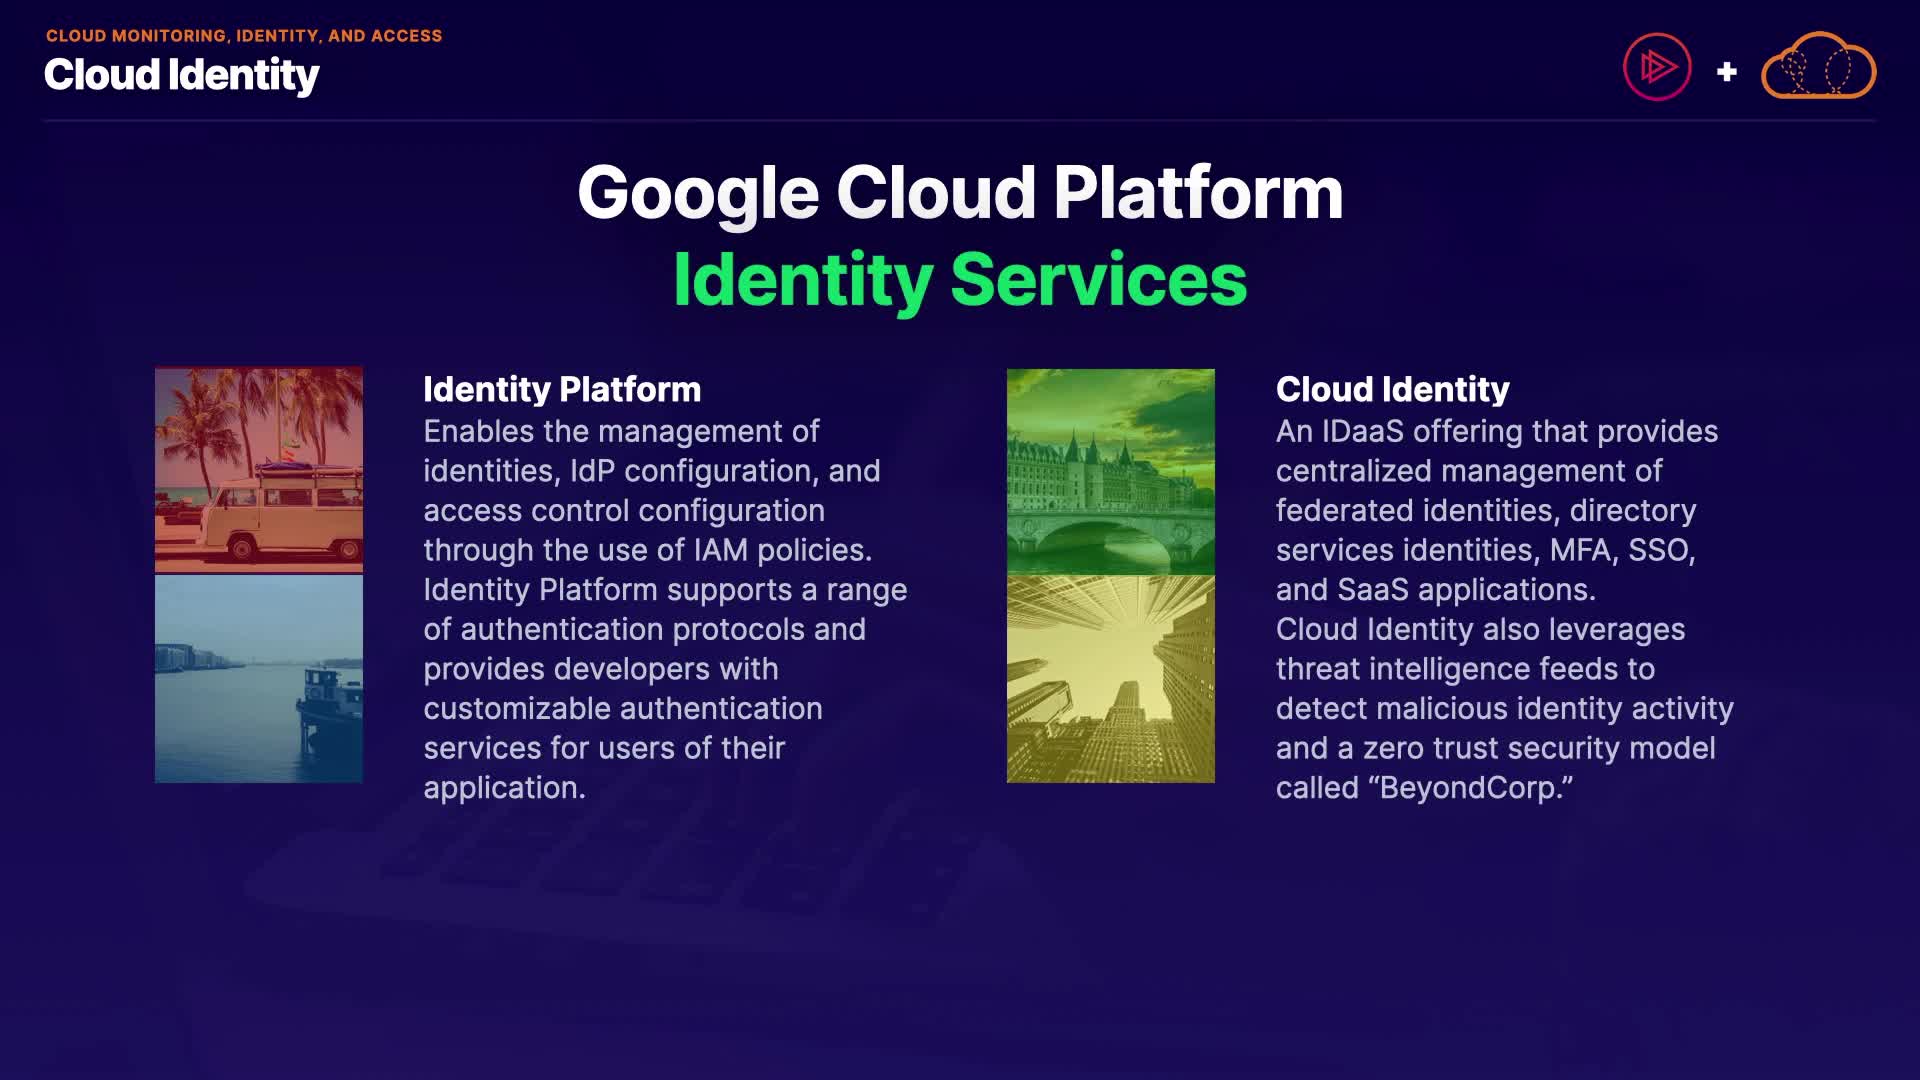 CLOUD MONITORING, IDENTITY, AND ACCESS
Cloud Identity
Google Cloud Platform
Identity Services
Identity Platform
Enables the management of
identities, IdP configuration, and
access control configuration
through the use of IAM policies.
Identity Platform supports a range
of authentication protocols and
provides developers with
customizable authentication
services for users of their
application.
Cloud Identity
An IDaaS offering that provides
centralized management of
federated identities, directory
services identities, MFA, SSO,
and SaaS applications.
Cloud Identity also leverages
threat intelligence feeds to
detect malicious identity activity
and a zero trust security model
called “BeyondCorp.”